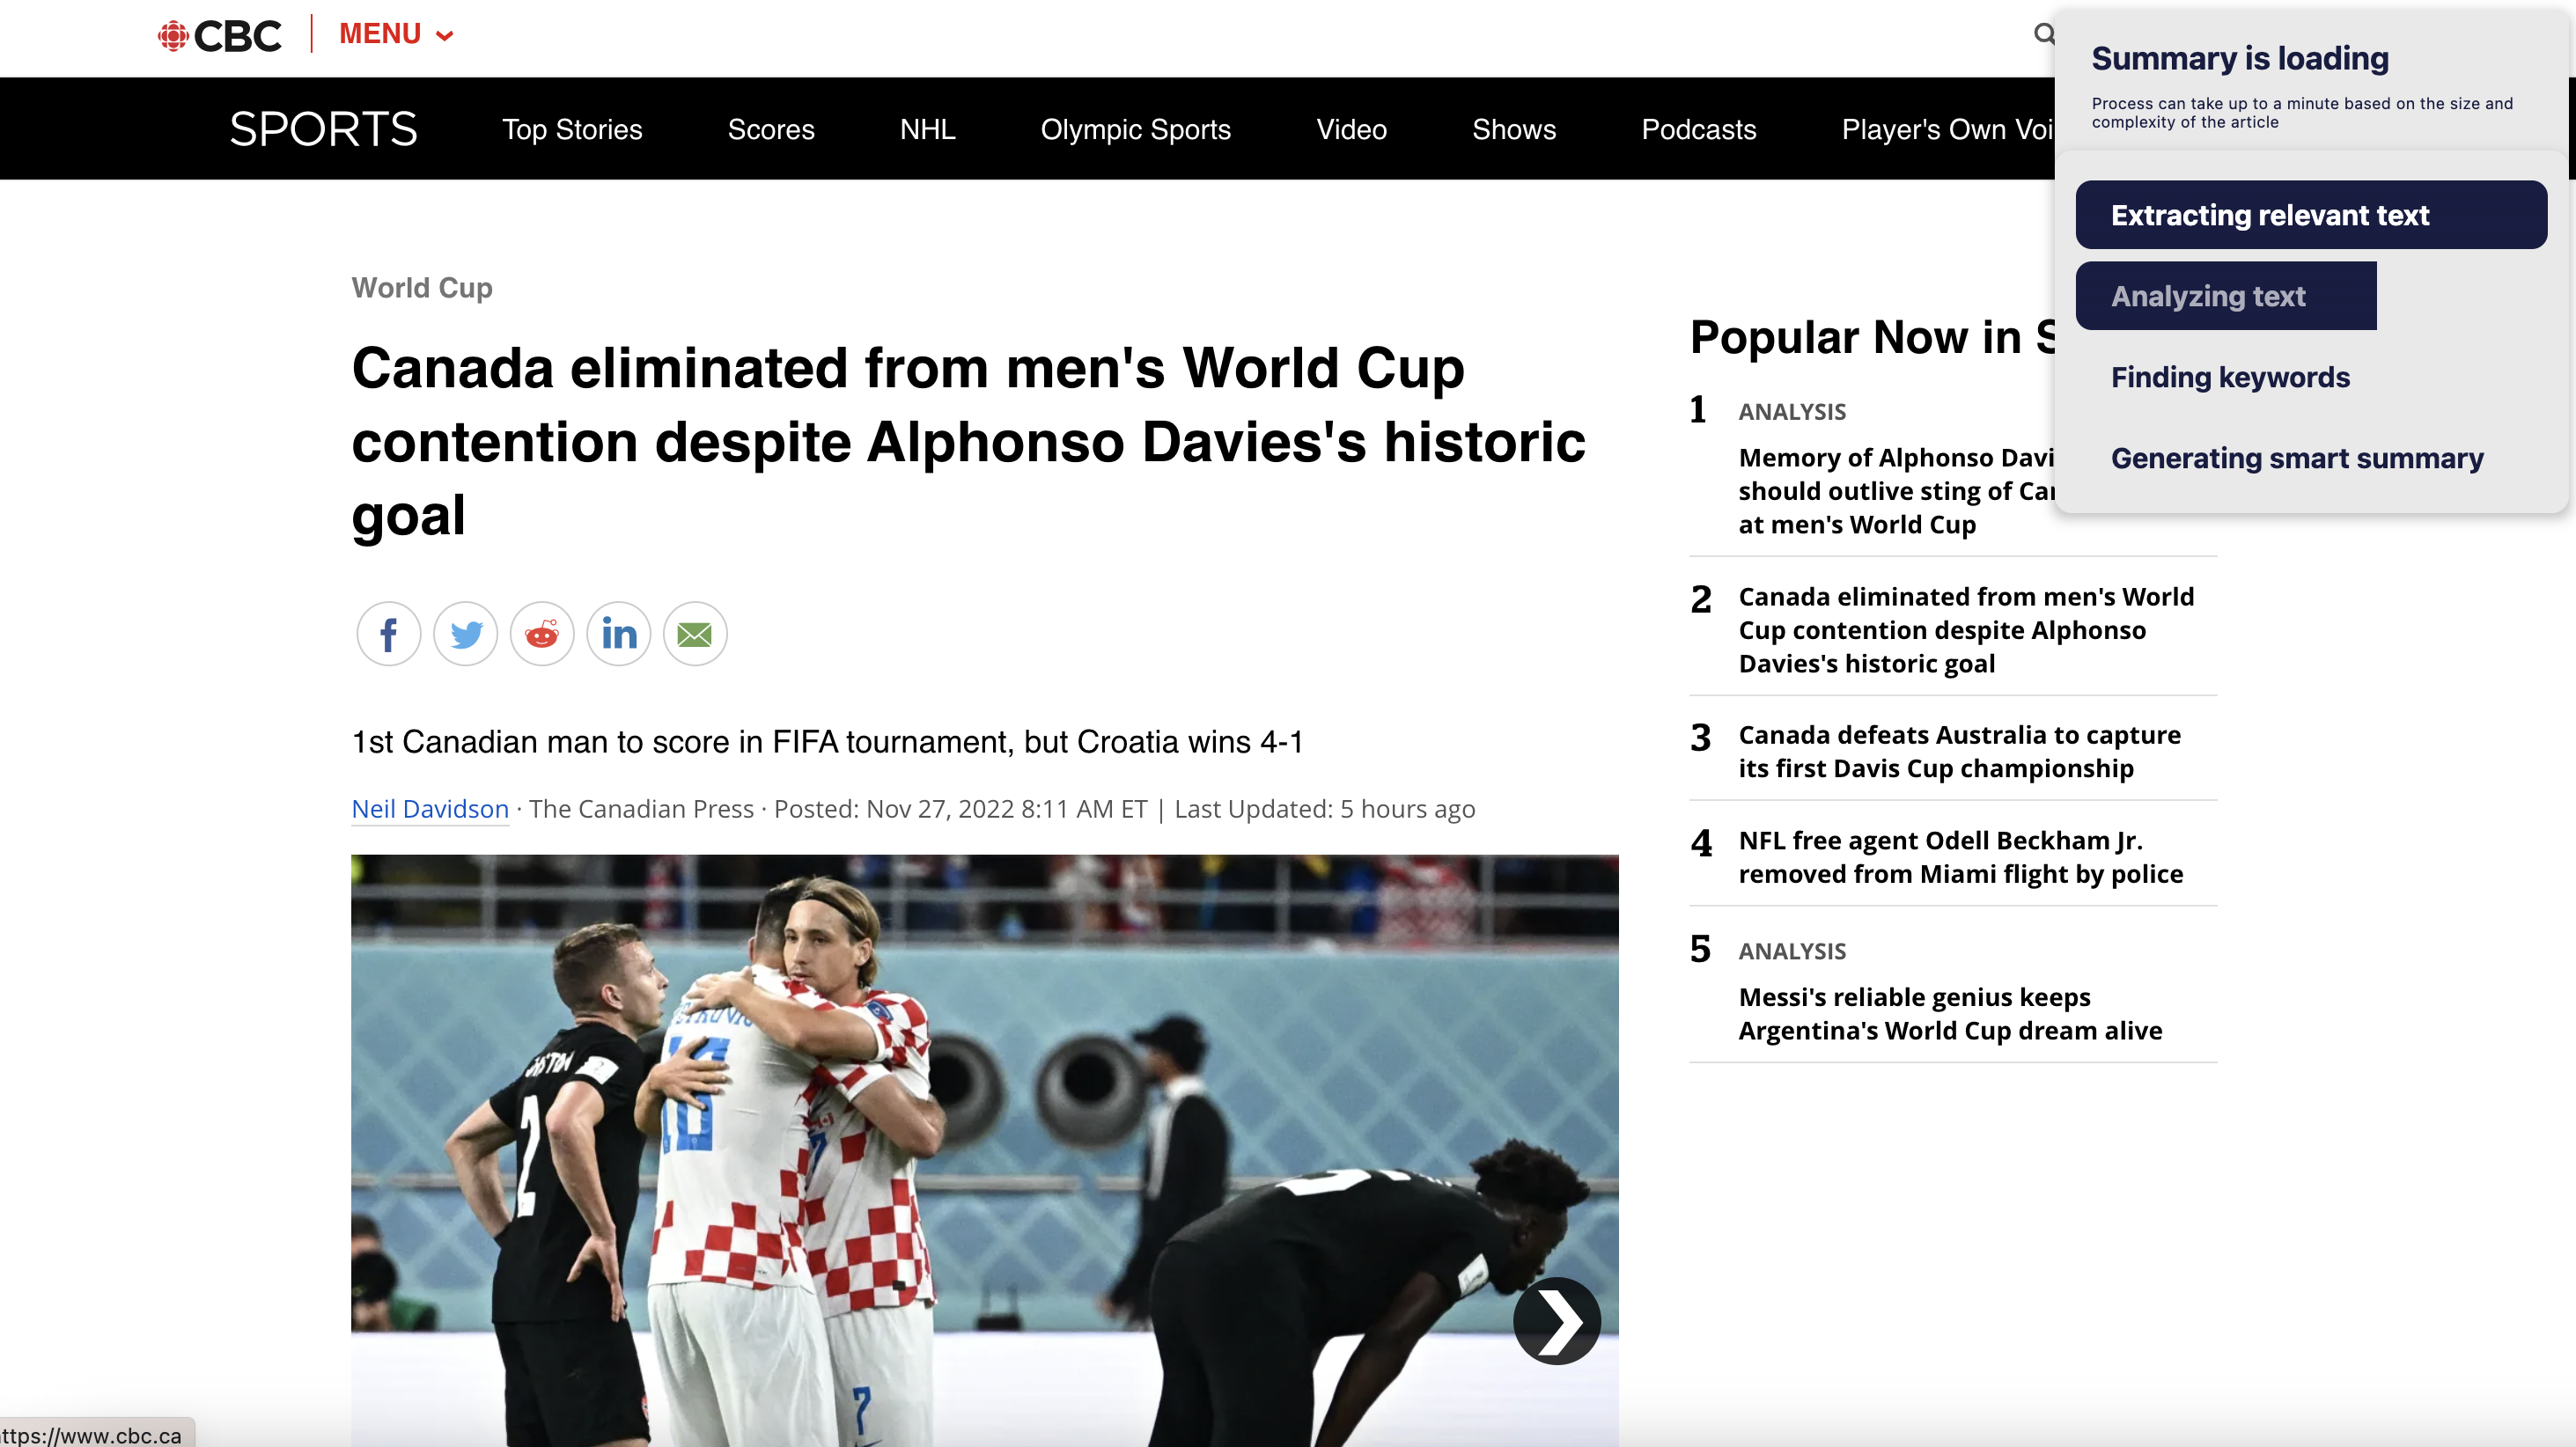 CBC
MENU
SPORTS
Top Stories
Scores
NHL
Olympic Sports
Video
Shows
Podcasts
Player's Own Voi
Summary is loading
Process can take up to a minute based on the size and
complexity of the article
Extracting relevant text
Analyzing text
Finding keywords
Generating smart summary
World Cup
Canada eliminated from men's World Cup
contention despite Alphonso Davies's historic
goal
1st Canadian man to score in FIFA tournament, but Croatia wins 4-1
Neil Davidson · The Canadian Press · Posted: Nov 27, 2022 8:11 AM ET | Last Updated: 5 hours ago
2
7
Popular Now in S
1 ANALYSIS
Memory of Alphonso Davi
should outlive sting of Ca
at men's World Cup
2 Canada eliminated from men's World
Cup contention despite Alphonso
Davies's historic goal
3 Canada defeats Australia to capture
its first Davis Cup championship
4 NFL free agent Odell Beckham Jr.
removed from Miami flight by police
5 ANALYSIS
Messi's reliable genius keeps
Argentina's World Cup dream alive
ttps://www.cbc.ca